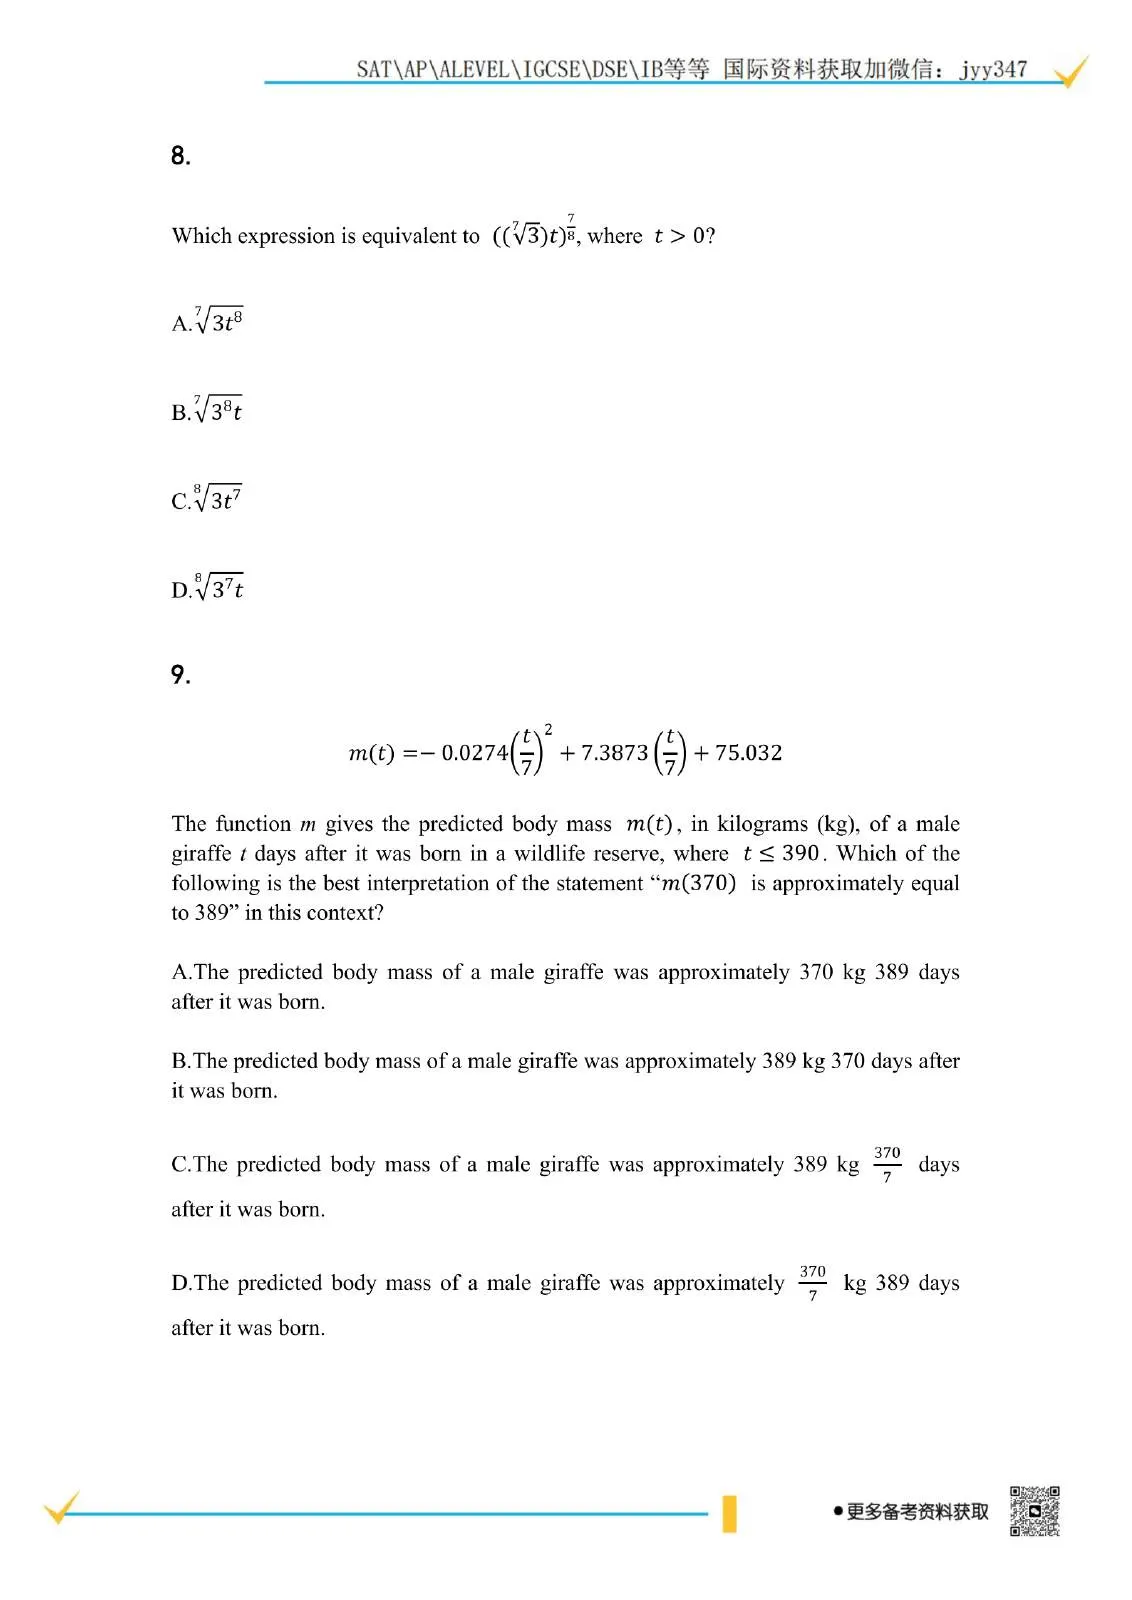 SAT\AP\ALEVEL\IGCSE\DSE\IB等等 国际资料获取加微信：jyy347
8.
Which expression is equivalent to ((⁷√3)t)^(7/8), where t > 0?
A.⁷√(3t⁸)
B.⁷√(3⁸t)
C.⁸√(3t⁷)
D.⁸√(3⁷t)
9.
m(t) =− 0.0274(t/7)² + 7.3873(t/7) + 75.032
The function m gives the predicted body mass m(t), in kilograms (kg), of a male
giraffe t days after it was born in a wildlife reserve, where t ≤ 390. Which of the
following is the best interpretation of the statement “m(370) is approximately equal
to 389” in this context?
A.The predicted body mass of a male giraffe was approximately 370 kg 389 days
after it was born.
B.The predicted body mass of a male giraffe was approximately 389 kg 370 days after
it was born.
C.The predicted body mass of a male giraffe was approximately 389 kg 370/7 days
after it was born.
D.The predicted body mass of a male giraffe was approximately 370/7 kg 389 days
after it was born.
●更多备考资料获取